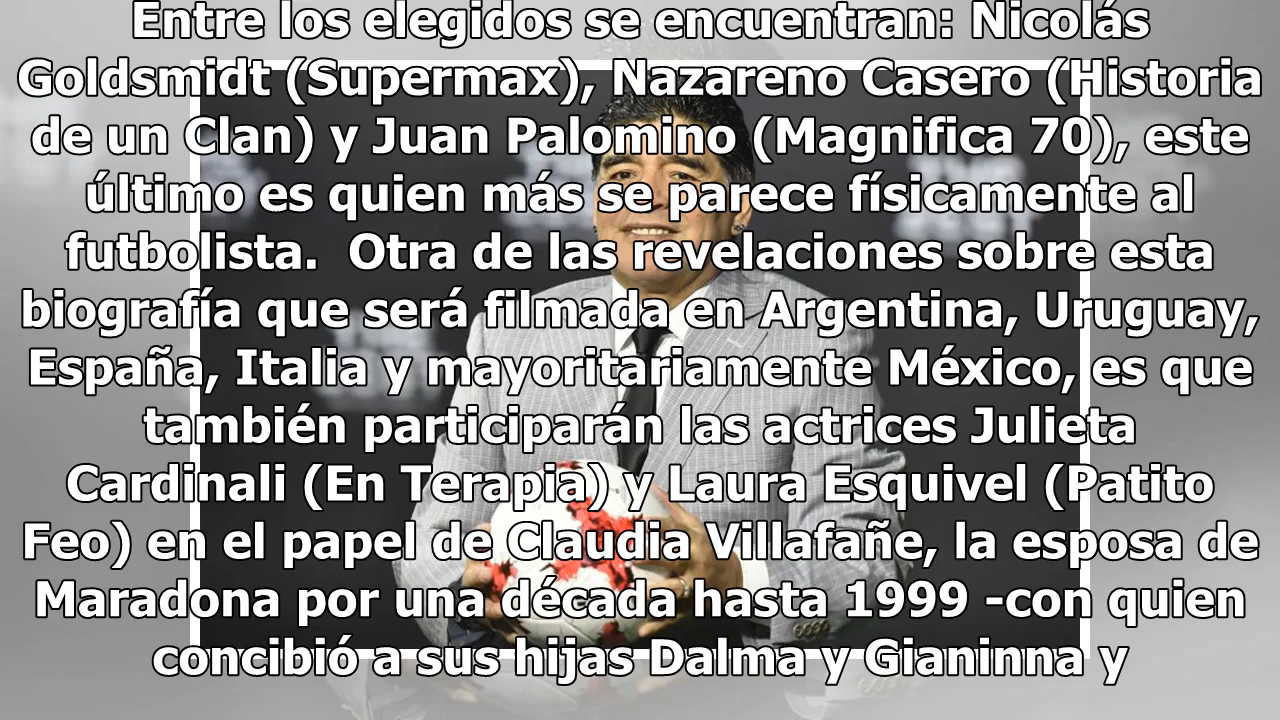 Entre los elegidos se encuentran: Nicolás
Goldsmidt (Supermax), Nazareno Casero (Historia
de un Clan) y Juan Palomino (Magnifica 70), este
último es quien más se parece físicamente al
futbolista.  Otra de las revelaciones sobre esta
biografía que será filmada en Argentina, Uruguay,
España, Italia y mayoritariamente México, es que
también participarán las actrices Julieta
Cardinali (En Terapia) y Laura Esquivel (Patito
Feo) en el papel de Claudia Villafañe, la esposa de
Maradona por una década hasta 1999 -con quien
concibió a sus hijas Dalma y Gianinna y